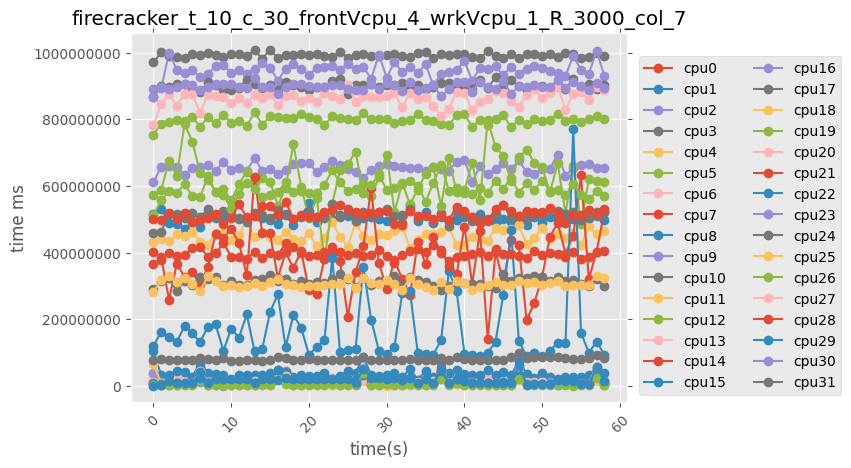 firecracker_t_10_c_30_frontVcpu_4_wrkVcpu_1_R_3000_col_7
1000000000
800000000
600000000
400000000
200000000
0
time ms
0 10 20 30 40 50 60
time(s)
cpu0 cpu16
cpu1 cpu17
cpu2 cpu18
cpu3 cpu19
cpu4 cpu20
cpu5 cpu21
cpu6 cpu22
cpu7 cpu23
cpu8 cpu24
cpu9 cpu25
cpu10 cpu26
cpu11 cpu27
cpu12 cpu28
cpu13 cpu29
cpu14 cpu30
cpu15 cpu31